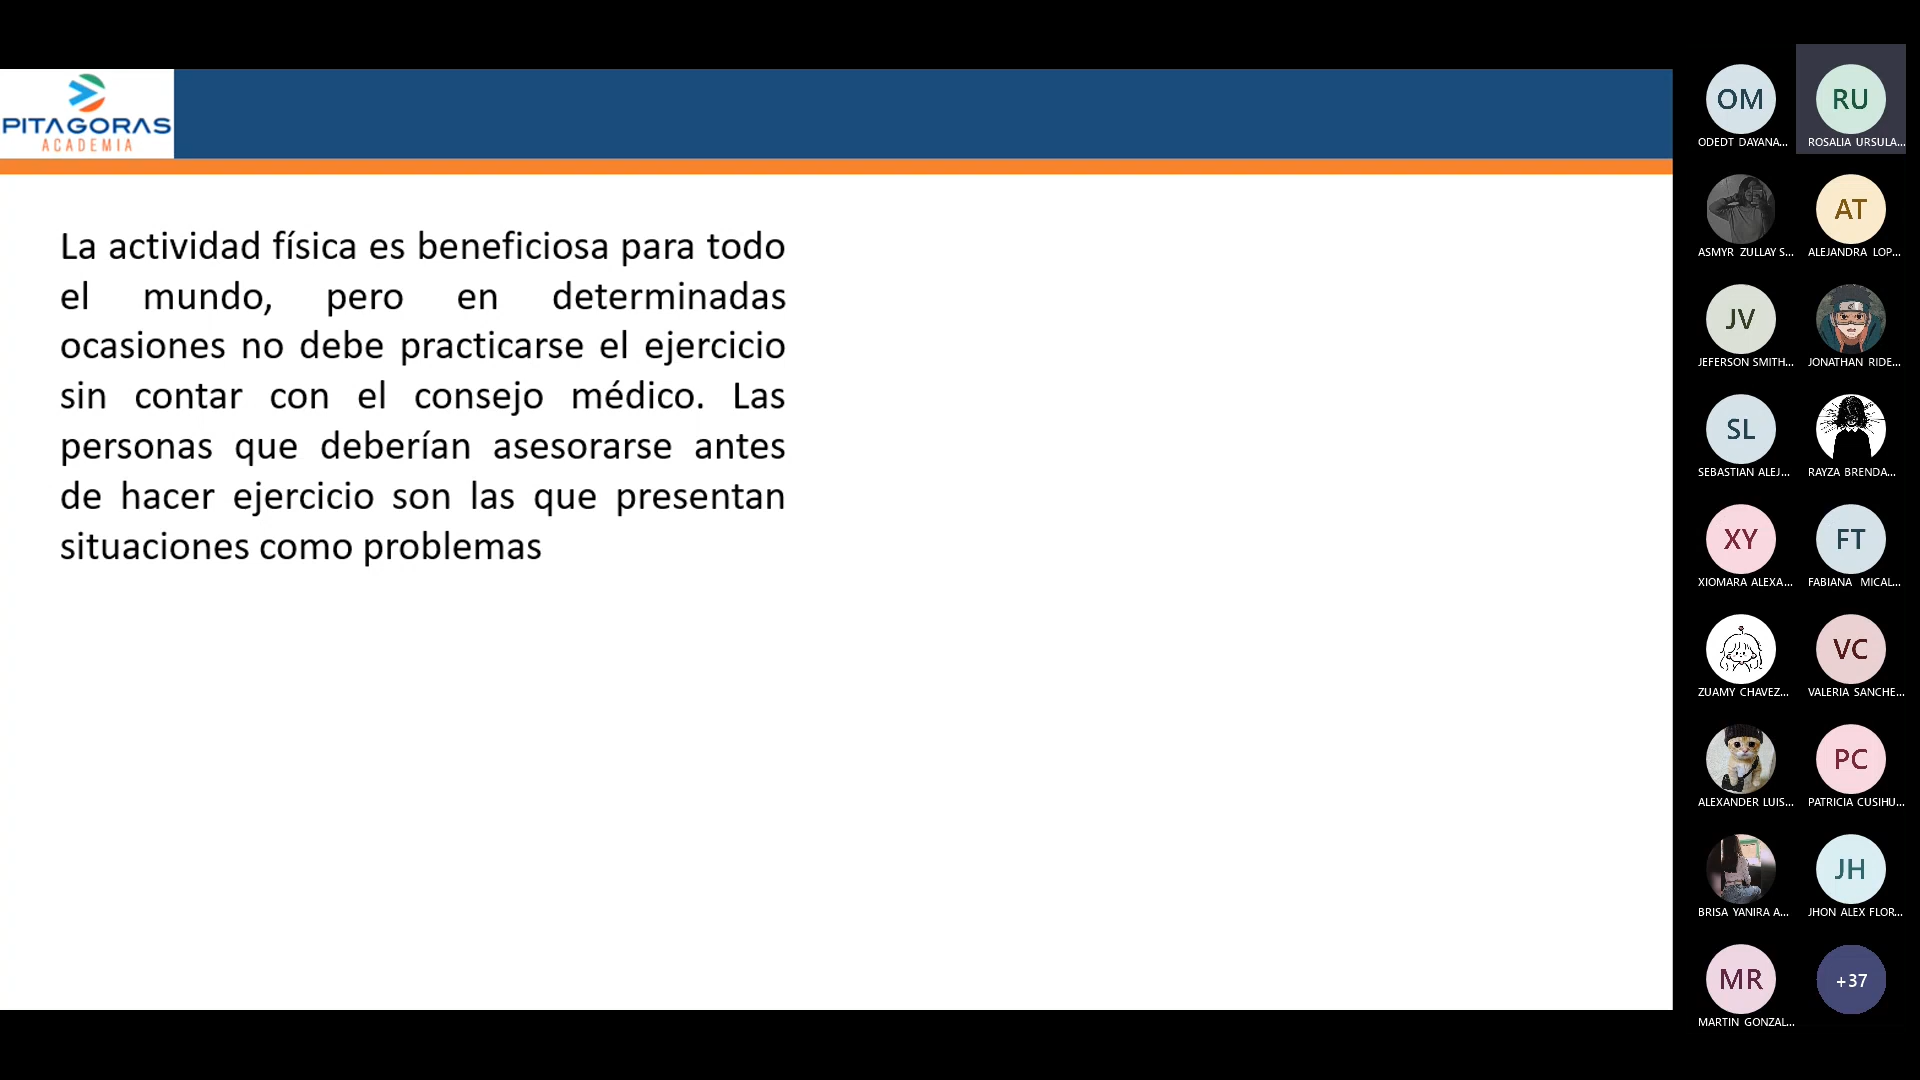 PITAGORAS
ACADEMIA
La actividad física es beneficiosa para todo
el mundo, pero en determinadas
ocasiones no debe practicarse el ejercicio
sin contar con el consejo médico. Las
personas que deberían asesorarse antes
de hacer ejercicio son las que presentan
situaciones como problemas
OM
ODEDT DAYANA...
RU
ROSALIA URSULA...
ASMYR ZULLAY S...
AT
ALEJANDRA LOP...
JV
JEFERSON SMITH...
JONATHAN RIDE...
SL
SEBASTIAN ALEJ...
RAYZA BRENDA...
XY
XIOMARA ALEXA...
FT
FABIANA MICAL...
ZUAMY CHAVEZ...
VC
VALERIA SANCHE...
ALEXANDER LUIS...
PC
PATRICIA CUSIHU...
BRISA YANIRA A...
JH
JHON ALEX FLOR...
MR
MARTIN GONZAL...
+37